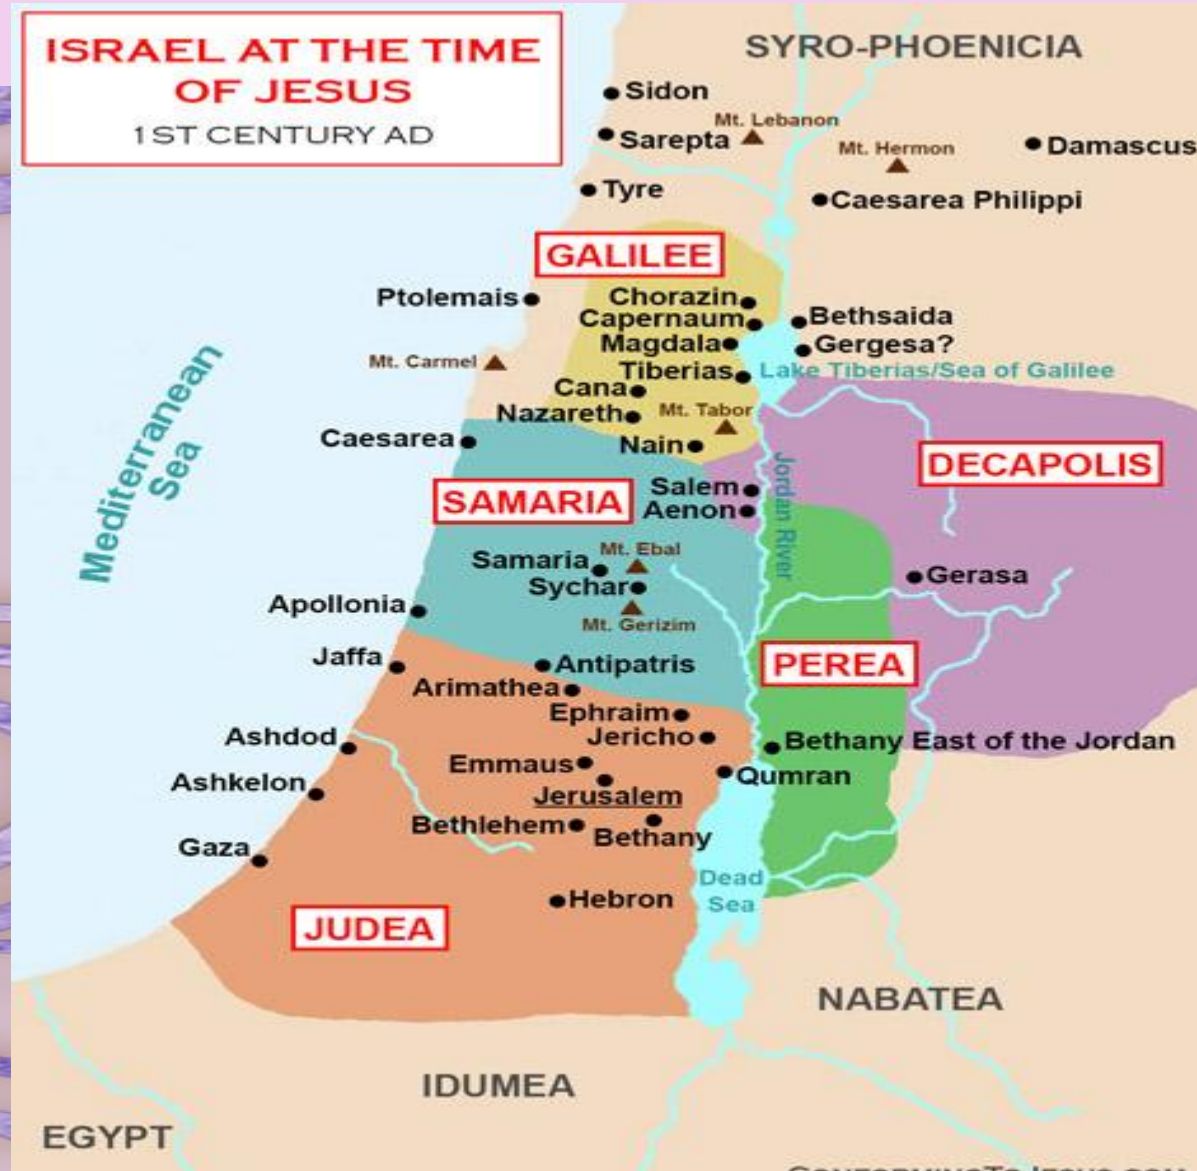 ISRAEL AT THE TIME
OF JESUS
1ST CENTURY AD
SYRO-PHOENICIA
Sidon
Mt. Lebanon
Sarepta
Mt. Hermon
Damascus
Tyre
Caesarea Philippi
GALILEE
Ptolemais
Chorazin
Capernaum
Bethsaida
Magdala
Gergesa?
Mt. Carmel
Tiberias
Lake Tiberias/Sea of Galilee
Cana
Nazareth
Mt. Tabor
Mediterranean
Sea
Caesarea
Nain
DECAPOLIS
Jordan River
SAMARIA
Salem
Aenon
Mt. Ebal
Samaria
Sychar
Gerasa
Apollonia
Mt. Gerizim
Jaffa
Antipatris
PEREA
Arimathea
Ephraim
Ashdod
Jericho
Bethany East of the Jordan
Emmaus
Qumran
Ashkelon
Jerusalem
Bethlehem
Bethany
Gaza
Dead
Sea
Hebron
JUDEA
NABATEA
IDUMEA
EGYPT